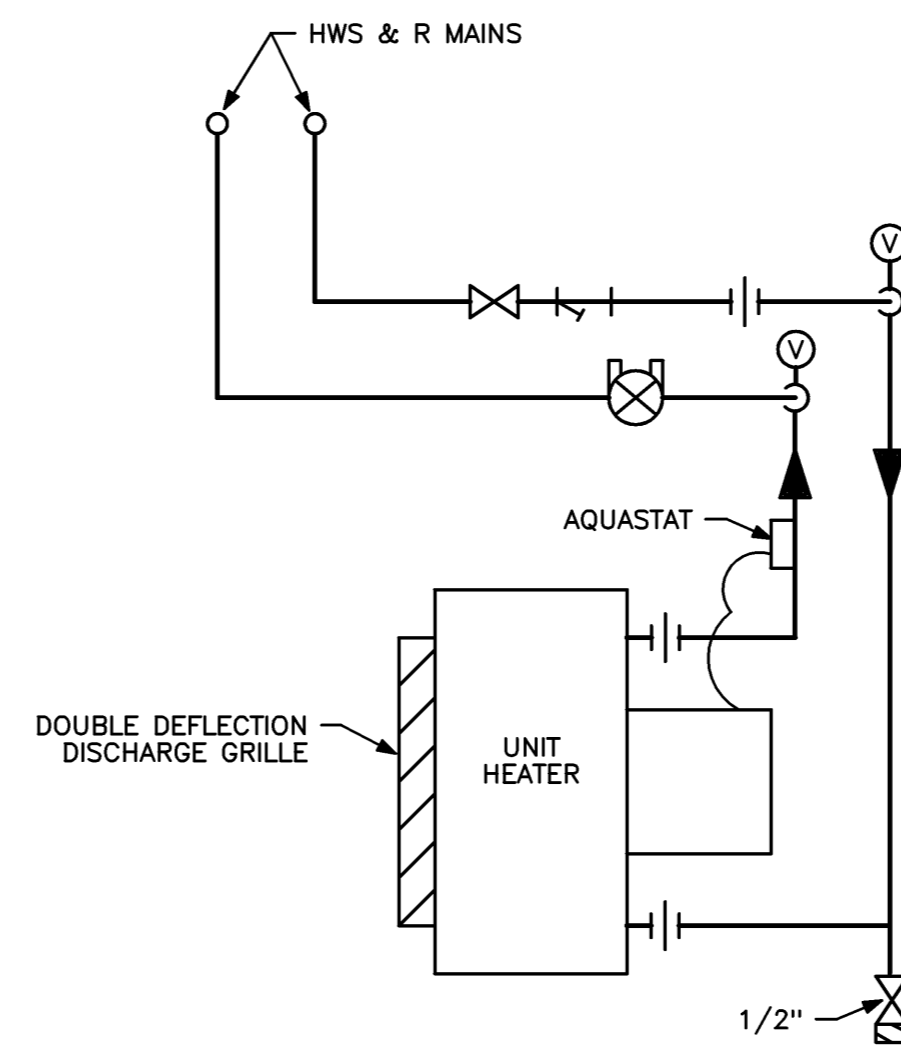 HWS & R MAINS
V
V
AQUASTAT
DOUBLE DEFLECTION
DISCHARGE GRILLE
UNIT
HEATER
1/2"